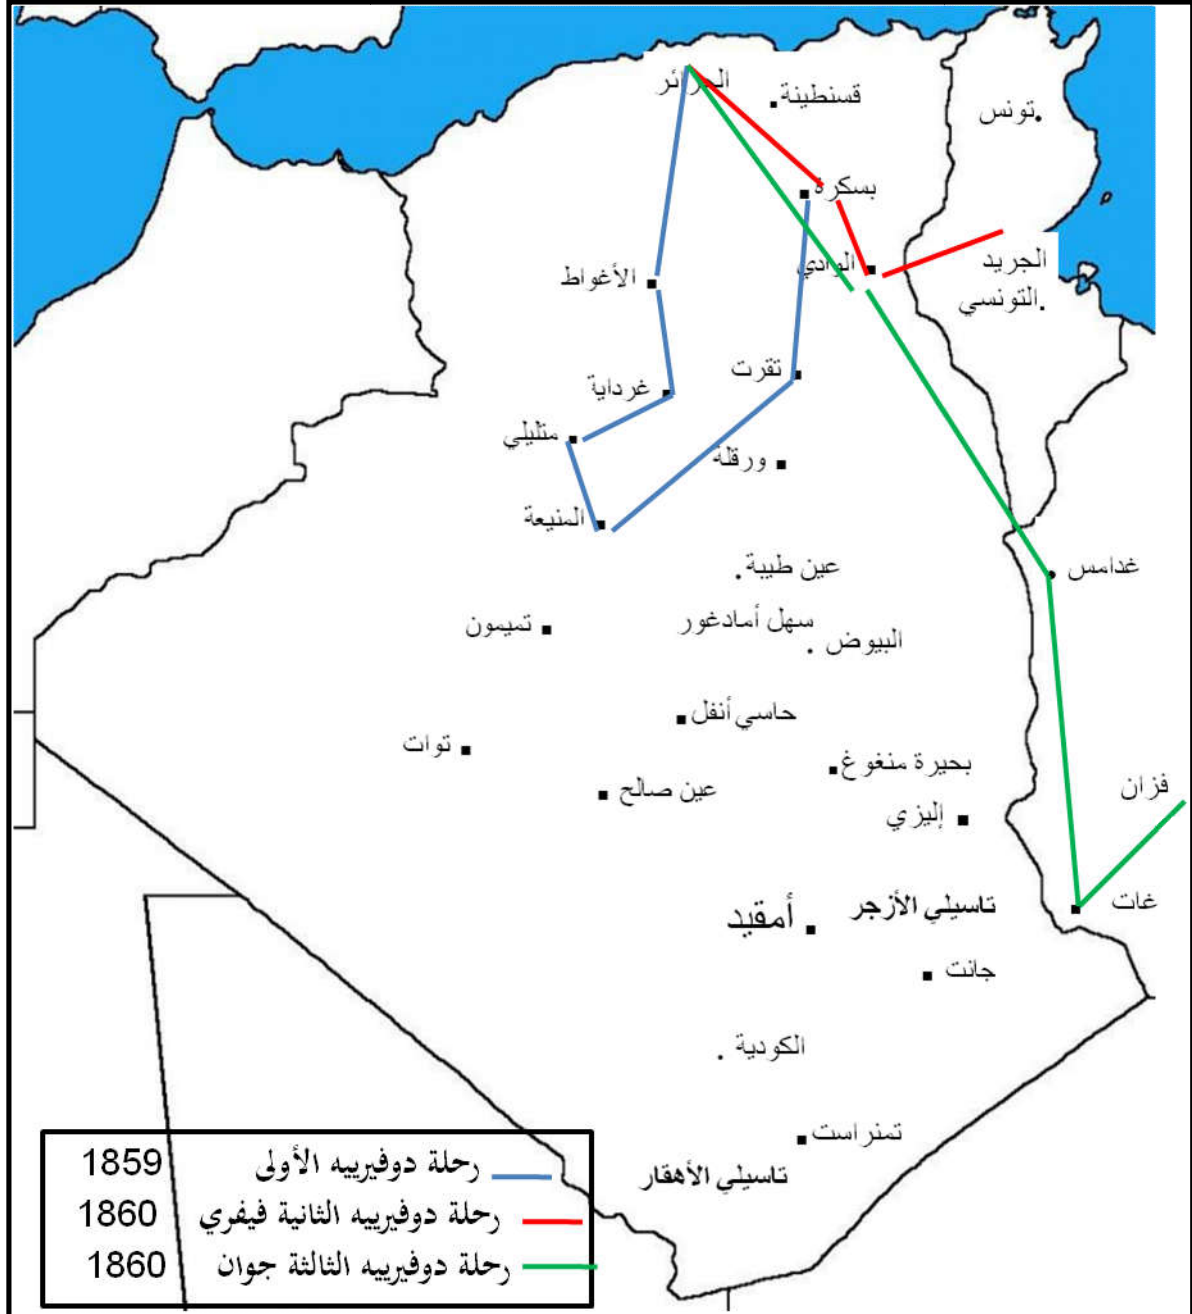 الجزائر
قسنطينة
تونس
بسكرة
الوادي
الجريد
التونسي
الأغواط
تقرت
غرداية
متليلي
ورقلة
المنيعة
عين طيبة
غدامس
سهل أمادغور
تميمون
البيوض
حاسي أنفل
توات
بحيرة منغوغ
فزان
عين صالح
إليزي
تاسيلي الأزجر
غات
أمقيد
جانت
الكودية
تمنراست
تاسيلي الأهقار
رحلة دوفيرييه الأولى 1859
رحلة دوفيرييه الثانية فيفري 1860
رحلة دوفيرييه الثالثة جوان 1860